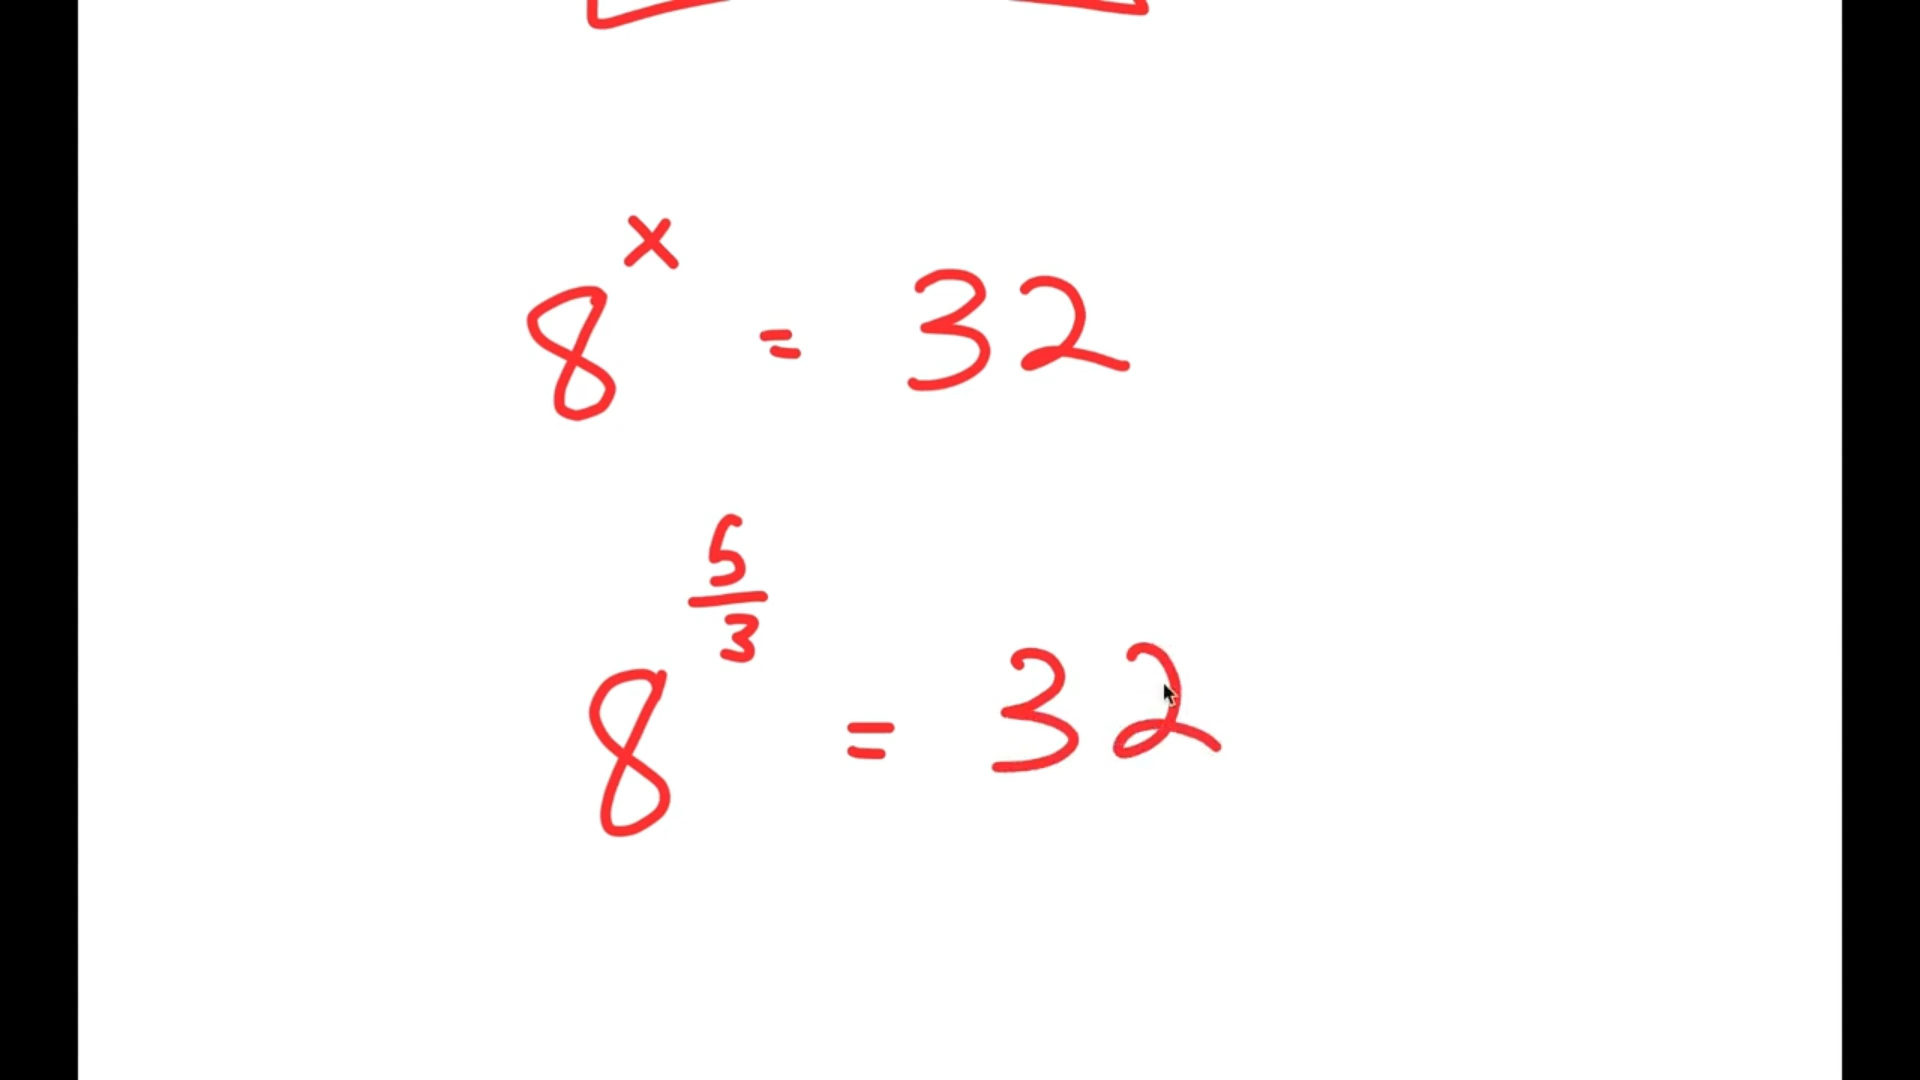 8^x = 32
8^(5/3) = 32